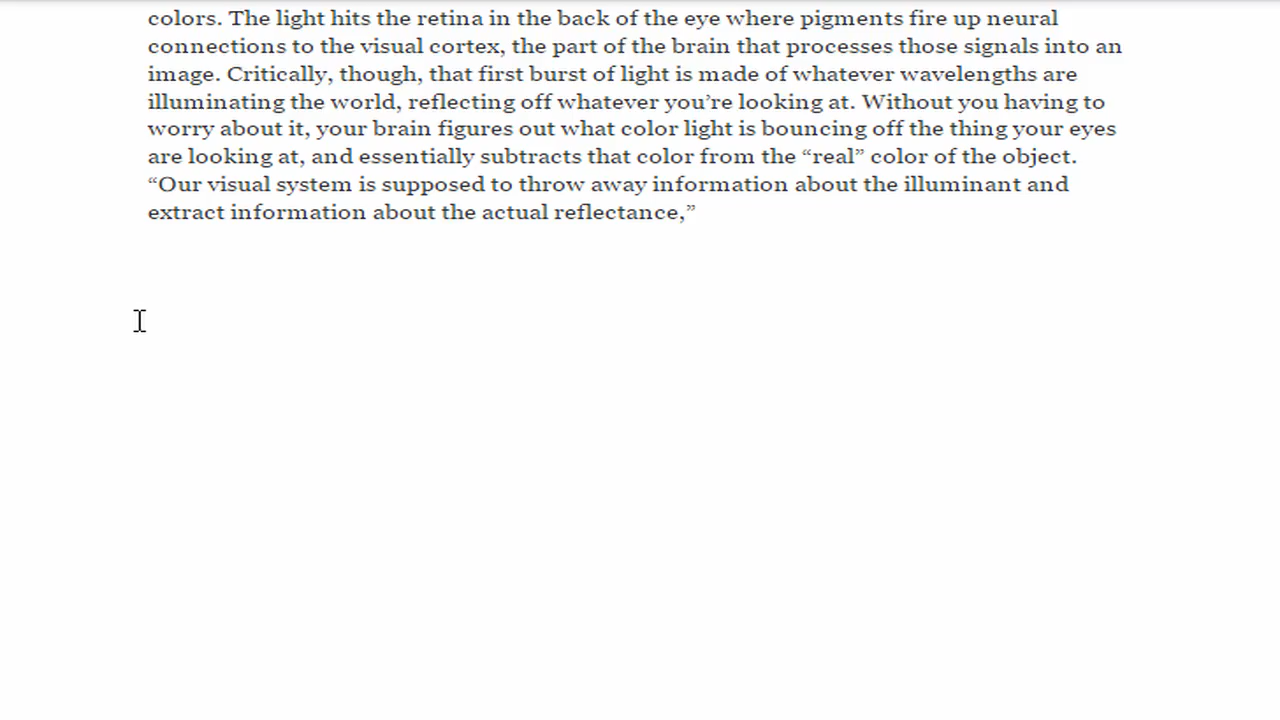 colors. The light hits the retina in the back of the eye where pigments fire up neural
connections to the visual cortex, the part of the brain that processes those signals into an
image. Critically, though, that first burst of light is made of whatever wavelengths are
illuminating the world, reflecting off whatever you’re looking at. Without you having to
worry about it, your brain figures out what color light is bouncing off the thing your eyes
are looking at, and essentially subtracts that color from the “real” color of the object.
“Our visual system is supposed to throw away information about the illuminant and
extract information about the actual reflectance,”